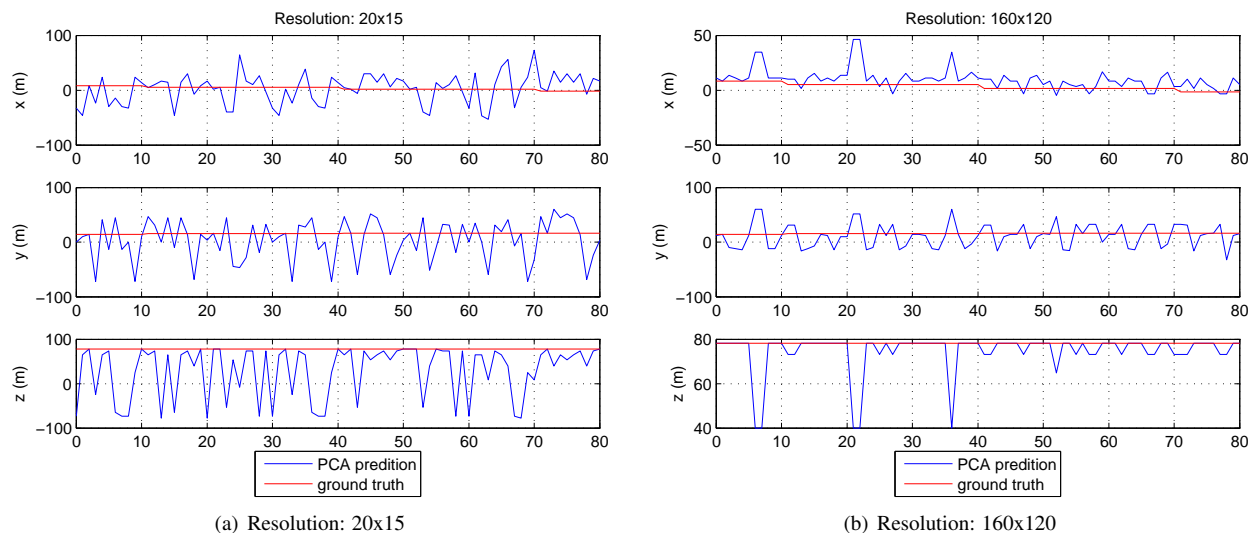 Resolution: 20x15
100
0
−100
x (m)
0 10 20 30 40 50 60 70 80
100
0
−100
y (m)
0 10 20 30 40 50 60 70 80
100
0
−100
z (m)
0 10 20 30 40 50 60 70 80
PCA predition
ground truth
(a) Resolution: 20x15
Resolution: 160x120
50
0
−50
x (m)
0 10 20 30 40 50 60 70 80
100
0
−100
y (m)
0 10 20 30 40 50 60 70 80
80
60
40
z (m)
0 10 20 30 40 50 60 70 80
PCA predition
ground truth
(b) Resolution: 160x120